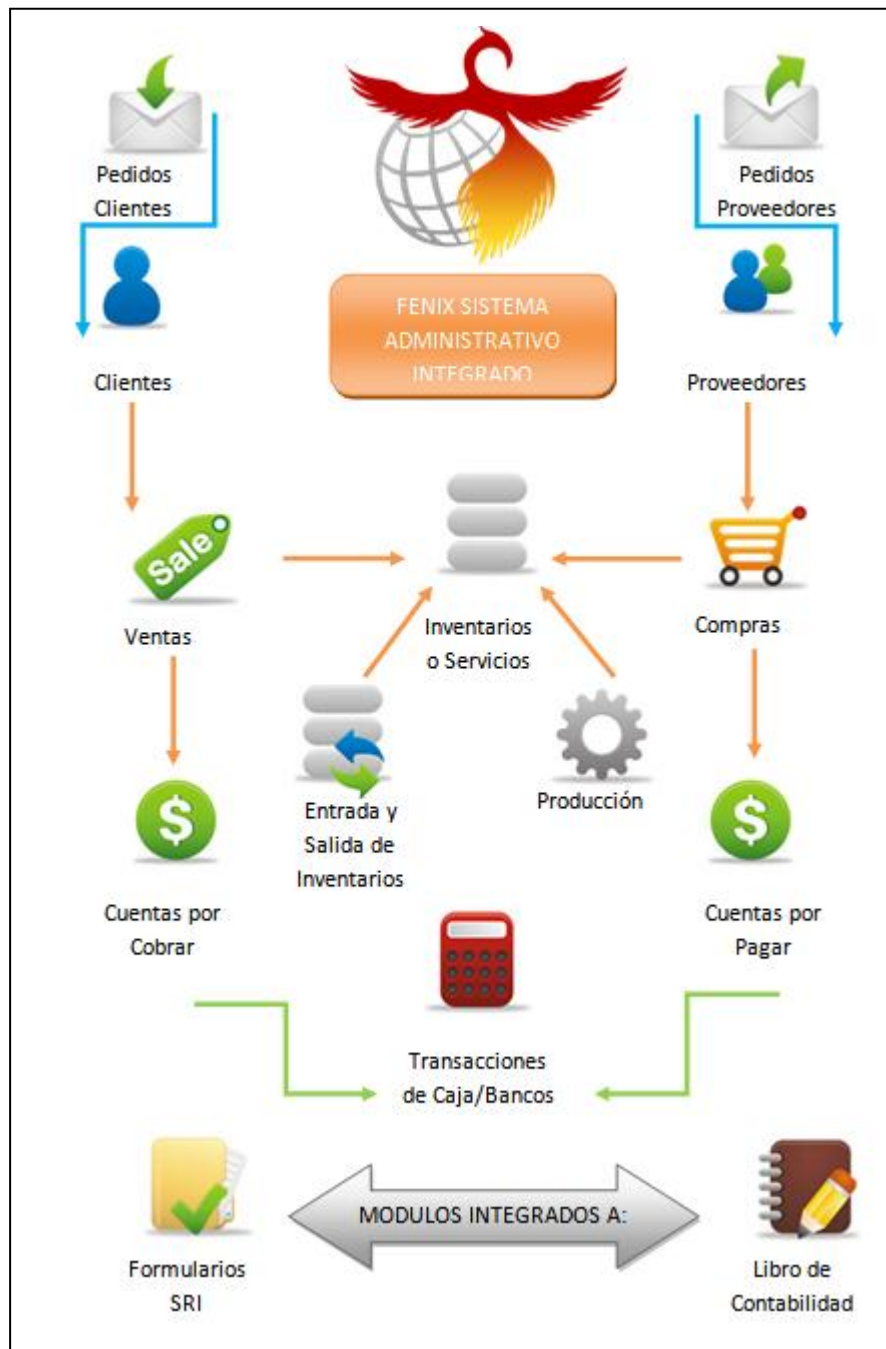 Pedidos
Clientes
Pedidos
Proveedores
FENIX SISTEMA
ADMINISTRATIVO
INTEGRADO
Clientes
Proveedores
Sale
Ventas
Inventarios
o Servicios
Compras
Entrada y
Salida de
Inventarios
Producción
$
Cuentas por
Cobrar
$
Cuentas por
Pagar
Transacciones
de Caja/Bancos
MODULOS INTEGRADOS A:
Formularios
SRI
Libro de
Contabilidad